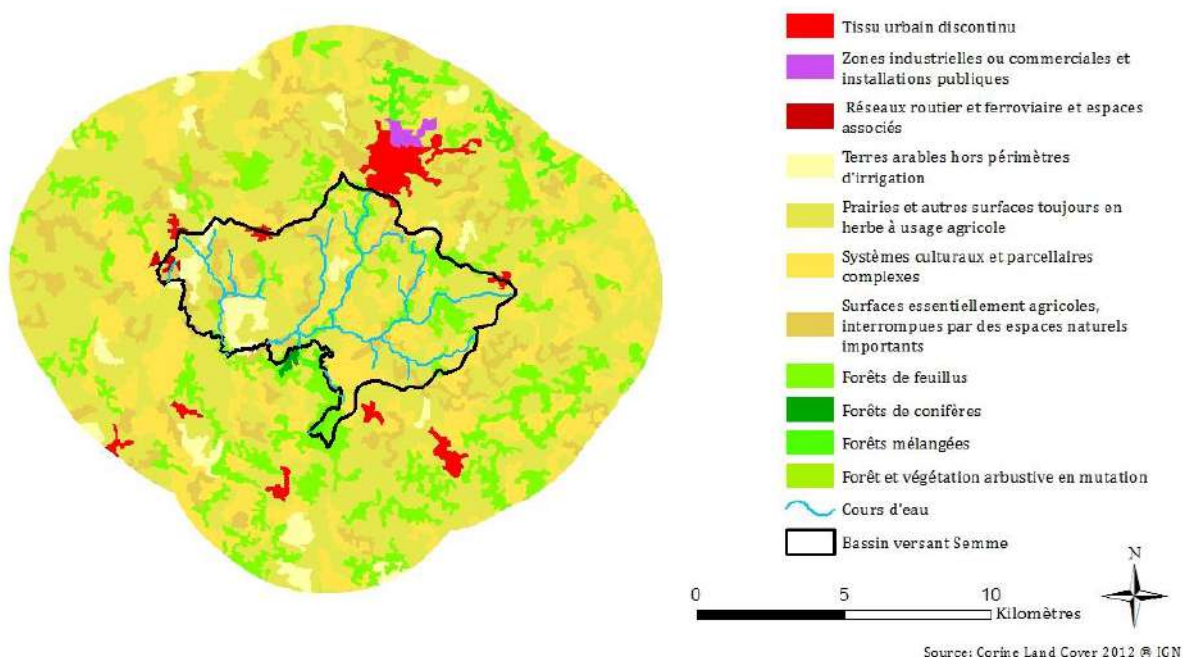 Tissu urbain discontinu
Zones industrielles ou commerciales et
installations publiques
Réseaux routier et ferroviaire et espaces
associés
Terres arables hors périmètres
d'irrigation
Prairies et autres surfaces toujours en
herbe à usage agricole
Systèmes culturaux et parcellaires
complexes
Surfaces essentiellement agricoles,
interrompues par des espaces naturels
importants
Forêts de feuillus
Forêts de conifères
Forêts mélangées
Forêt et végétation arbustive en mutation
Cours d'eau
Bassin versant Semme
N
0 5 10
Kilomètres
Source: Corine Land Cover 2012 ® IGN